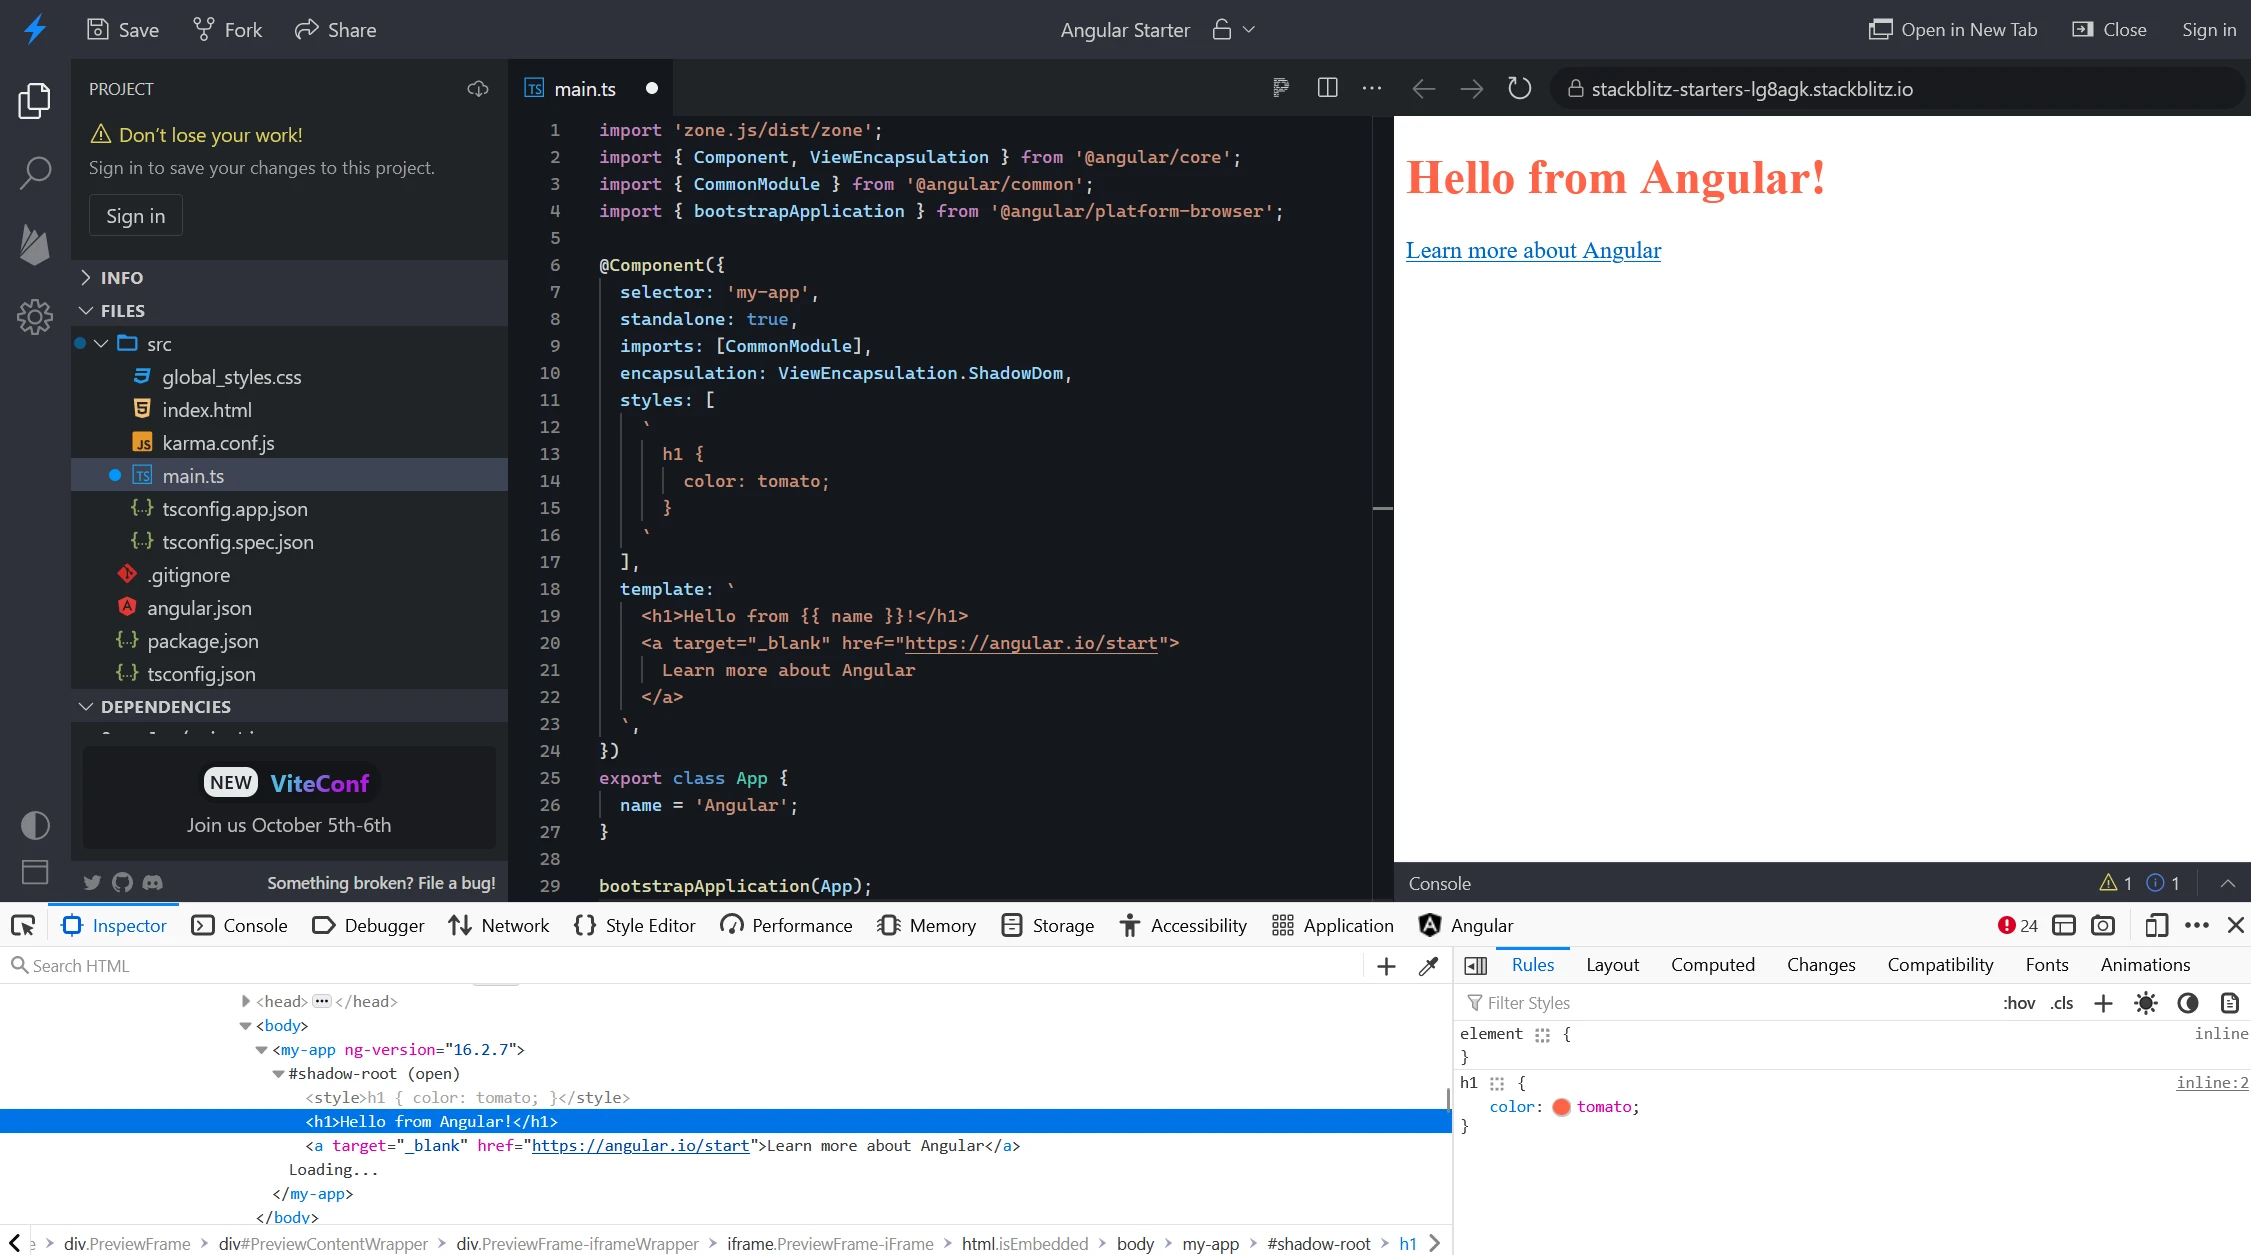 Save Fork Share Angular Starter Open in New Tab Close Sign in
PROJECT
Don't lose your work!
Sign in to save your changes to this project.
Sign in
INFO
FILES
src
global_styles.css
index.html
karma.conf.js
main.ts
tsconfig.app.json
tsconfig.spec.json
.gitignore
angular.json
package.json
tsconfig.json
DEPENDENCIES
NEW ViteConf
Join us October 5th-6th
Something broken? File a bug!
main.ts
1 import 'zone.js/dist/zone';
2 import { Component, ViewEncapsulation } from '@angular/core';
3 import { CommonModule } from '@angular/common';
4 import { bootstrapApplication } from '@angular/platform-browser';
5
6 @Component({
7 selector: 'my-app',
8 standalone: true,
9 imports: [CommonModule],
10 encapsulation: ViewEncapsulation.ShadowDom,
11 styles: [
12 `
13 h1 {
14 color: tomato;
15 }
16 `
17 ],
18 template: `
19 <h1>Hello from {{ name }}!</h1>
20 <a target="_blank" href="https://angular.io/start">
21 Learn more about Angular
22 </a>
23 `,
24 })
25 export class App {
26 name = 'Angular';
27 }
28
29 bootstrapApplication(App);
stackblitz-starters-lg8agk.stackblitz.io
Hello from Angular!
Learn more about Angular
Console 1 1
Inspector Console Debugger Network Style Editor Performance Memory Storage Accessibility Application Angular 24
Search HTML
<head> ••• </head>
<body>
<my-app ng-version="16.2.7">
#shadow-root (open)
<style>h1 { color: tomato; }</style>
<h1>Hello from Angular!</h1>
<a target="_blank" href="https://angular.io/start">Learn more about Angular</a>
Loading...
</my-app>
</body>
e > div.PreviewFrame > div#PreviewContentWrapper > div.PreviewFrame-iframeWrapper > iframe.PreviewFrame-iFrame > html.isEmbedded > body > my-app > #shadow-root > h1
Rules Layout Computed Changes Compatibility Fonts Animations
Filter Styles :hov .cls
element { inline
}
h1 { inline:2
color: tomato;
}